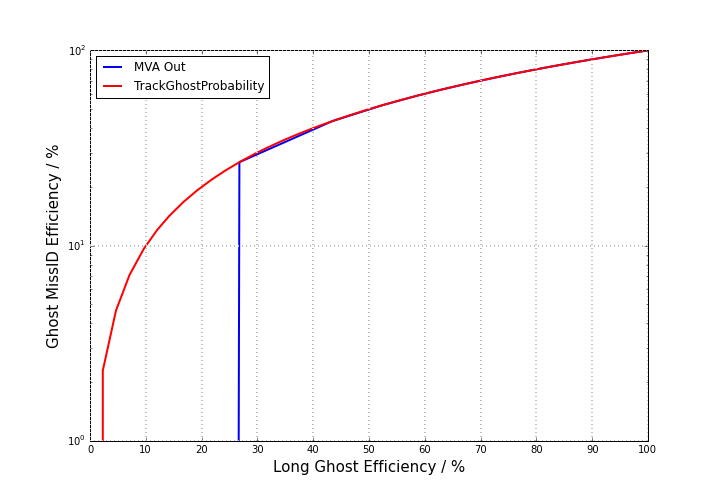 10²
MVA Out
TrackGhostProbability
Ghost MissID Efficiency / %
10¹
10⁰
0 10 20 30 40 50 60 70 80 90 100
Long Ghost Efficiency / %